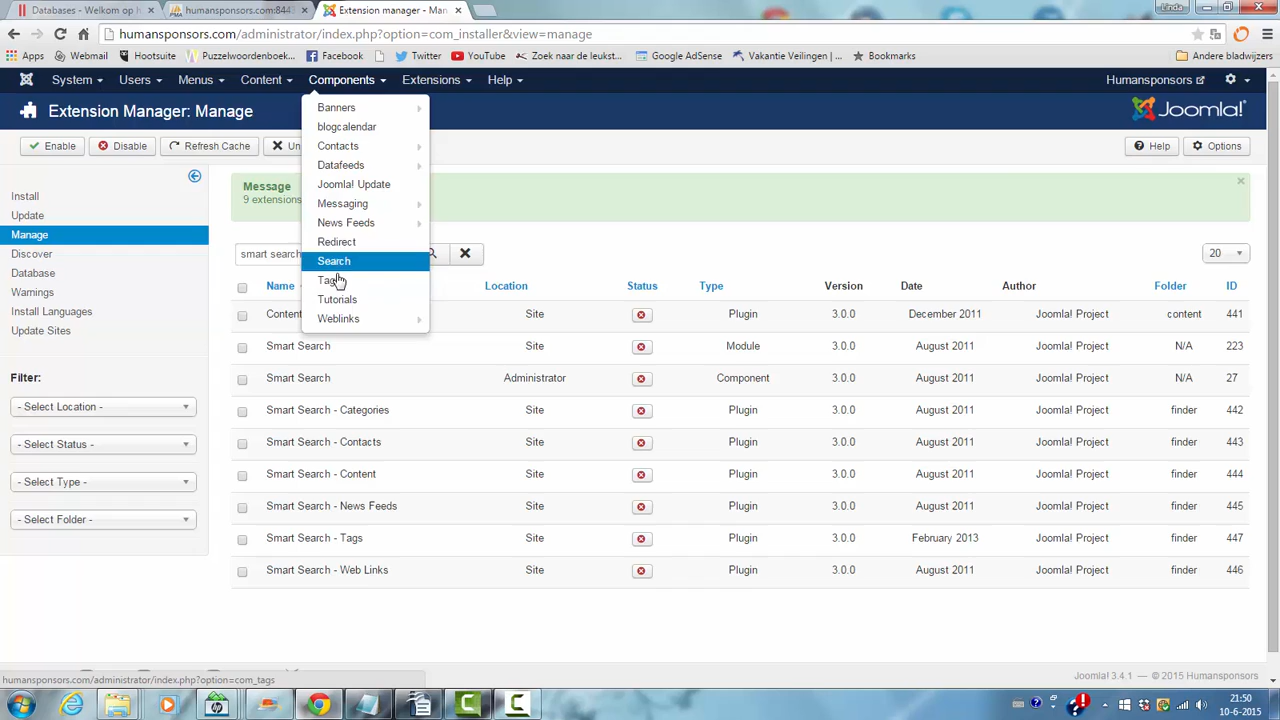 Databases - Welkop op h
humansponsors.com:844
Extension manager - Man
Linda
humansponsors.com/administrator/index.php?option=com_installer&view=manage
Apps Webmail Hootsuite Puzzelwoordenboek... Facebook Twitter YouTube Zoek naar de leukst... Google AdSense Vakantie Veilingen ... Bookmarks Andere bladwijzers
System Users Menus Content Components Extensions Help Humansponsors
Extension Manager: Manage
Joomla!
Enable Disable Refresh Cache Un Help Options
Banners
blogcalendar
Contacts
Datafeeds
Joomla! Update
Messaging
News Feeds
Redirect
Search
Tags
Tutorials
Weblinks
Install
Update
Manage
Discover
Database
Warnings
Install Languages
Update Sites
Filter:
- Select Location -
- Select Status -
- Select Type -
- Select Folder -
Message
9 extensions
smart search
20
Name Location Status Type Version Date Author Folder ID
Conten Site Plugin 3.0.0 December 2011 Joomla! Project content 441
Smart Search Site Module 3.0.0 August 2011 Joomla! Project N/A 223
Smart Search Administrator Component 3.0.0 August 2011 Joomla! Project N/A 27
Smart Search - Categories Site Plugin 3.0.0 August 2011 Joomla! Project finder 442
Smart Search - Contacts Site Plugin 3.0.0 August 2011 Joomla! Project finder 443
Smart Search - Content Site Plugin 3.0.0 August 2011 Joomla! Project finder 444
Smart Search - News Feeds Site Plugin 3.0.0 August 2011 Joomla! Project finder 445
Smart Search - Tags Site Plugin 3.0.0 February 2013 Joomla! Project finder 447
Smart Search - Web Links Site Plugin 3.0.0 August 2011 Joomla! Project finder 446
humansponsors.com/administrator/index.php?option=com_tags
Joomla! 3.4.1 — © 2015 Humansponsors
21:50
10-6-2015